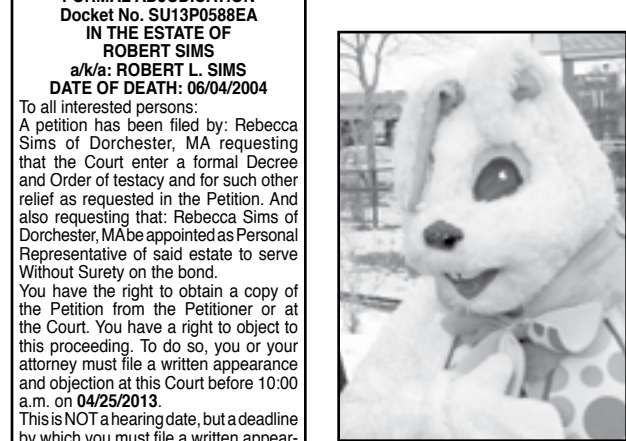 FORMAL ADJUDICATION
Docket No. SU13P0588EA
IN THE ESTATE OF
ROBERT SIMS
a/k/a: ROBERT L. SIMS
DATE OF DEATH: 06/04/2004
To all interested persons:
A petition has been filed by: Rebecca
Sims of Dorchester, MA requesting
that the Court enter a formal Decree
and Order of testacy and for such other
relief as requested in the Petition. And
also requesting that: Rebecca Sims of
Dorchester, MA be appointed as Personal
Representative of said estate to serve
Without Surety on the bond.
You have the right to obtain a copy of
the Petition from the Petitioner or at
the Court. You have a right to object to
this proceeding. To do so, you or your
attorney must file a written appearance
and objection at this Court before 10:00
a.m. on 04/25/2013.
This is NOT a hearing date, but a deadline
by which you must file a written appear-